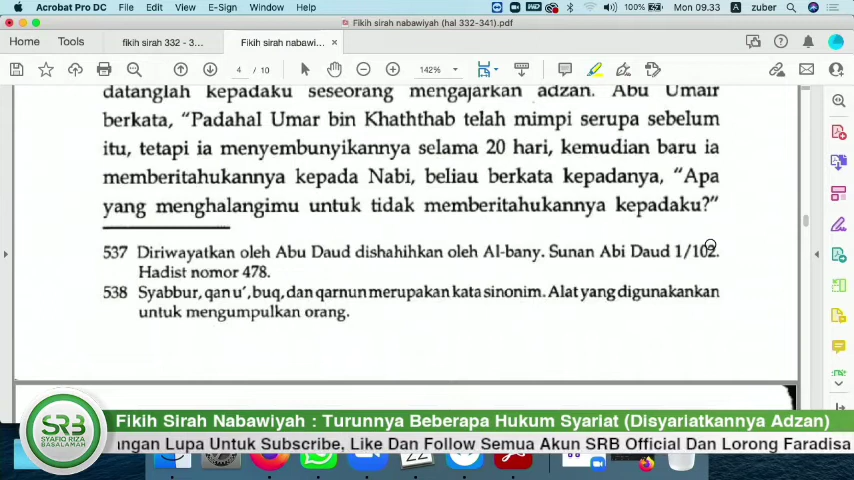 Acrobat Pro DC File Edit View E-Sign Window Help 100% Mon 09.33 zuber
Fikih sirah nabawiyah (hal 332-341).pdf
Home Tools fikih sirah 332 - 3... Fikih sirah nabawi... ×
4 / 10 142%
datanglah kepadaku seseorang mengajarkan adzan. Abu Umair
berkata, “Padahal Umar bin Khaththab telah mimpi serupa sebelum
itu, tetapi ia menyembunyikannya selama 20 hari, kemudian baru ia
memberitahukannya kepada Nabi, beliau berkata kepadanya, “Apa
yang menghalangimu untuk tidak memberitahukannya kepadaku?”
537 Diriwayatkan oleh Abu Daud dishahihkan oleh Al-bany. Sunan Abi Daud 1/102.
Hadist nomor 478.
538 Syabbur, qan u’, buq, dan qarnun merupakan kata sinonim. Alat yang digunakankan
untuk mengumpulkan orang.
SRB
SYAFIQ RIZA
BASALAMAH
Fikih Sirah Nabawiyah : Turunnya Beberapa Hukum Syariat (Disyariatkannya Adzan)
angan Lupa Untuk Subscribe, Like Dan Follow Semua Akun SRB Official Dan Lorong Faradisa
22